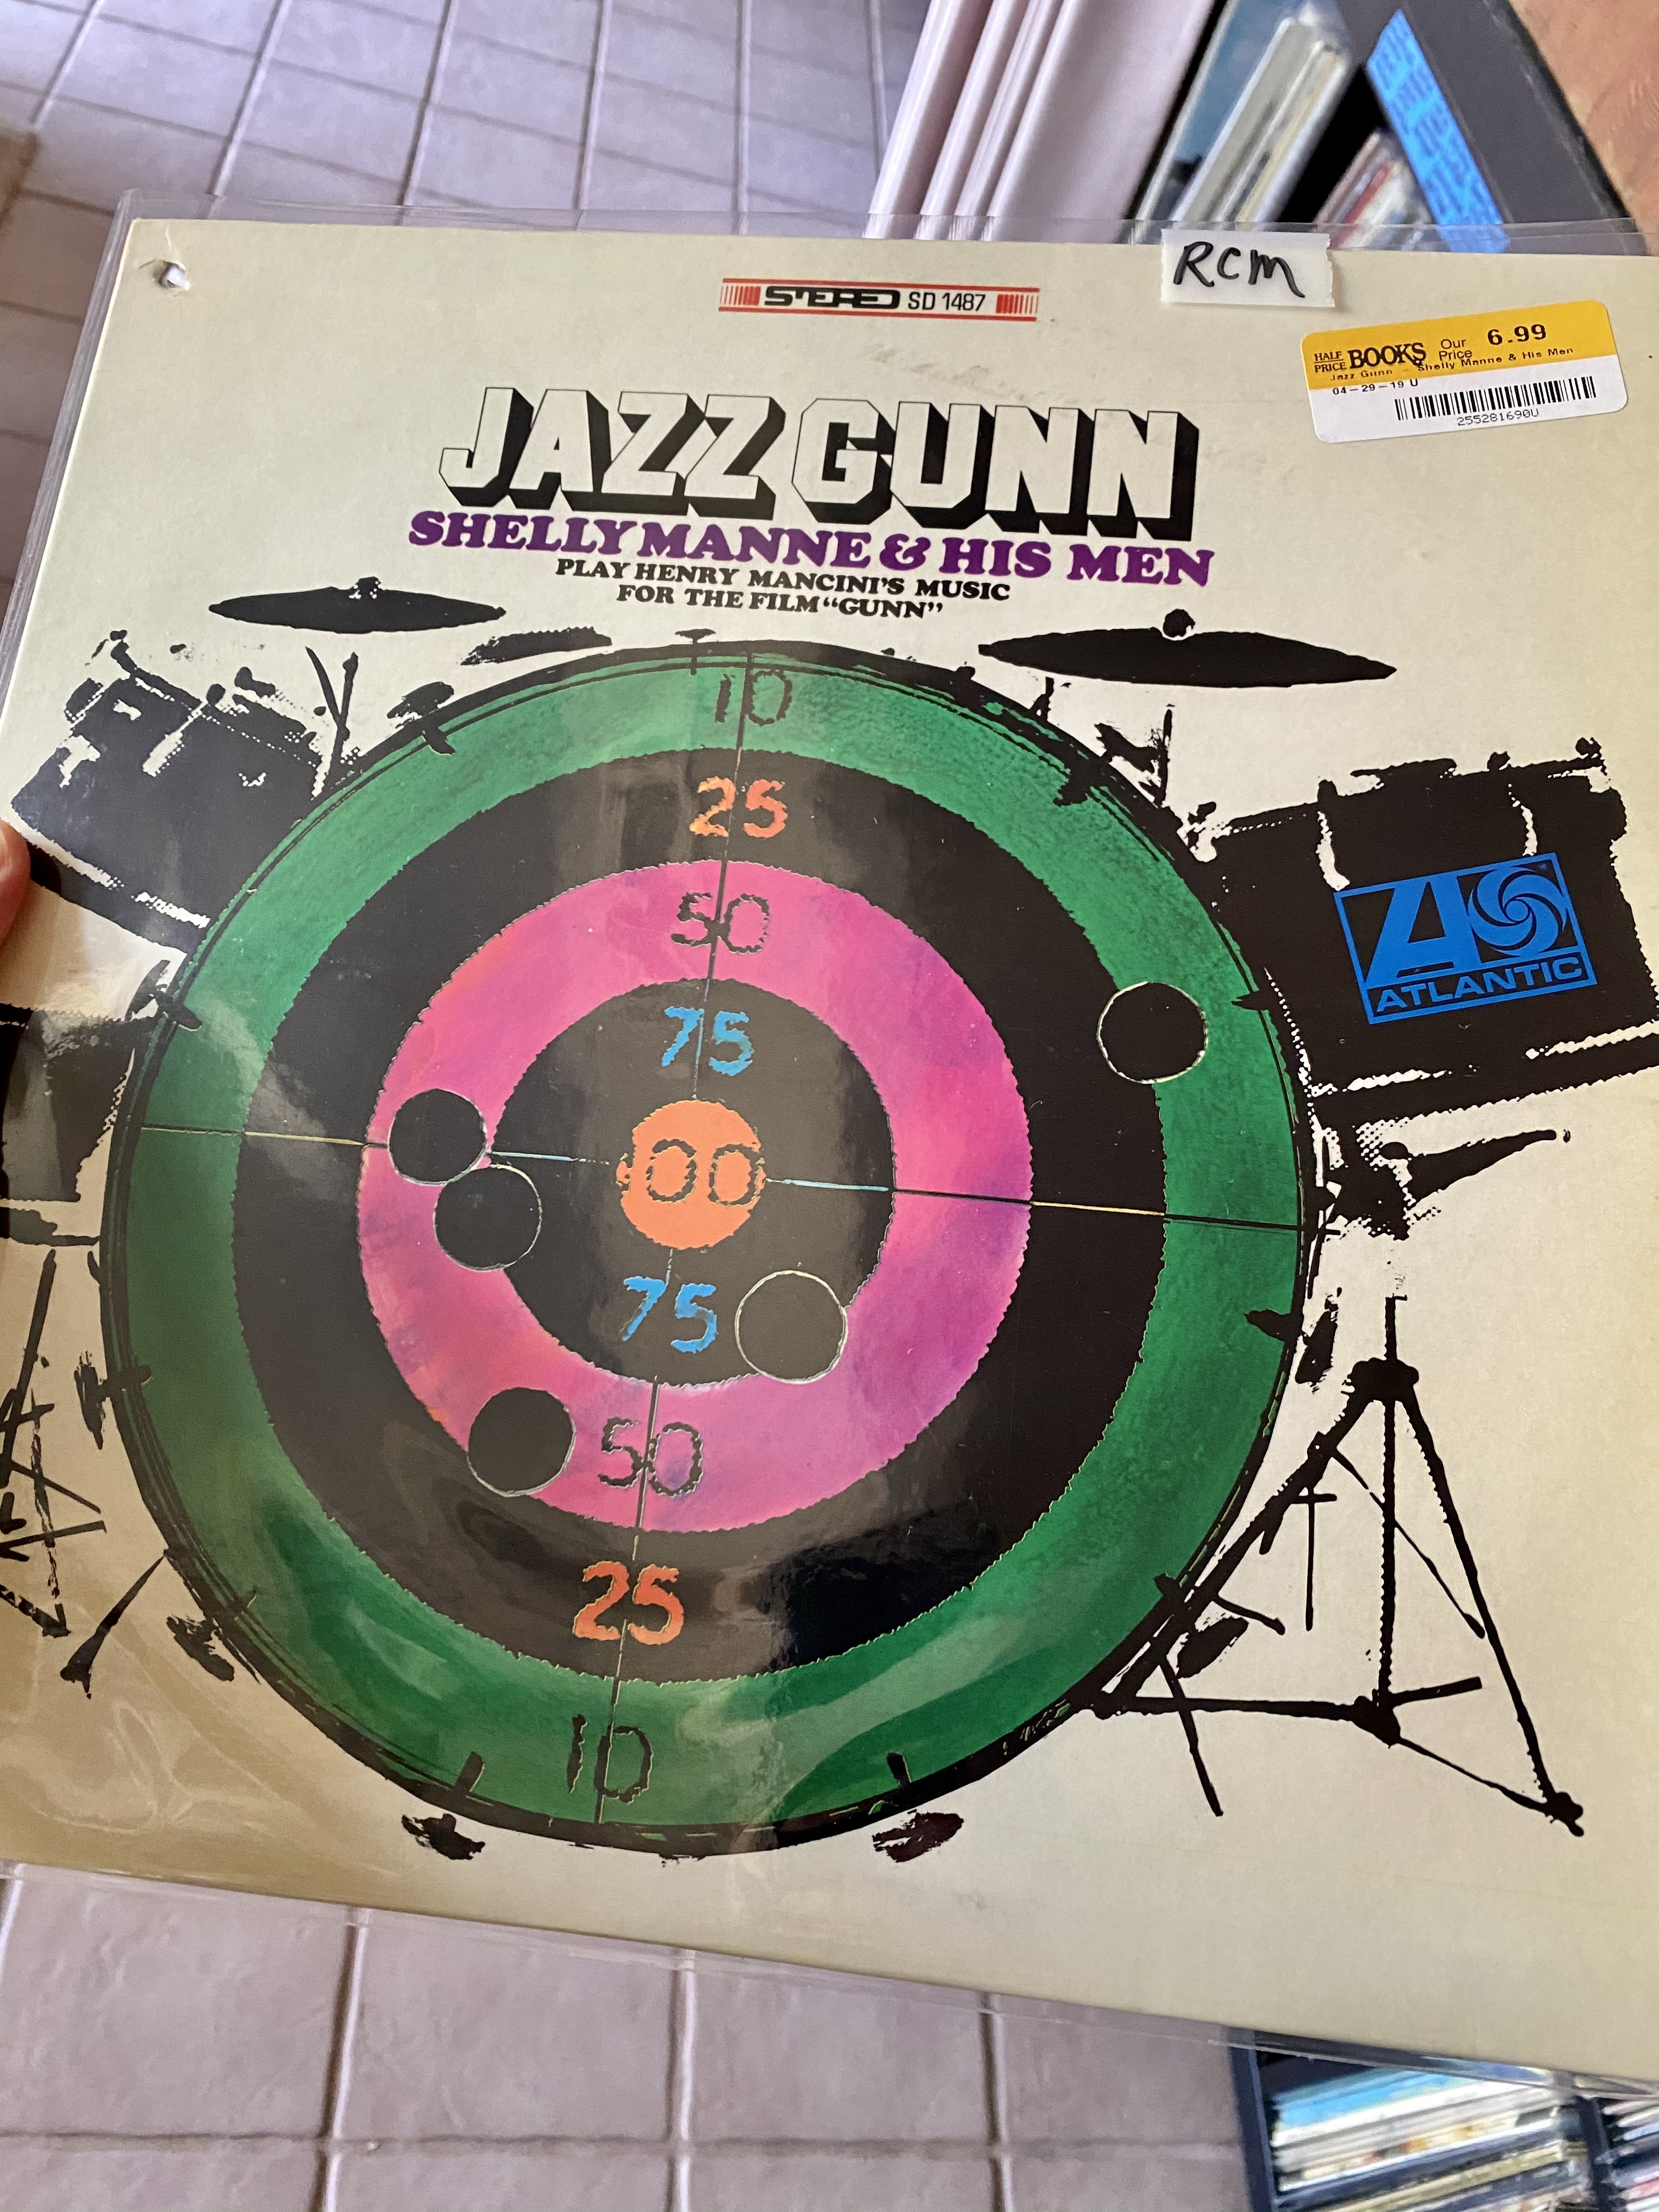 RCM
STEREO SD 1487
HALF PRICE BOOKS Our Price 6.99
Jazz Gunn - Shelly Manne & His Men
04-29-19 U
255281690U
JAZZ GUNN
SHELLY MANNE & HIS MEN
PLAY HENRY MANCINI'S MUSIC
FOR THE FILM "GUNN"
10
25
50
75
100
75
50
25
10
ATLANTIC